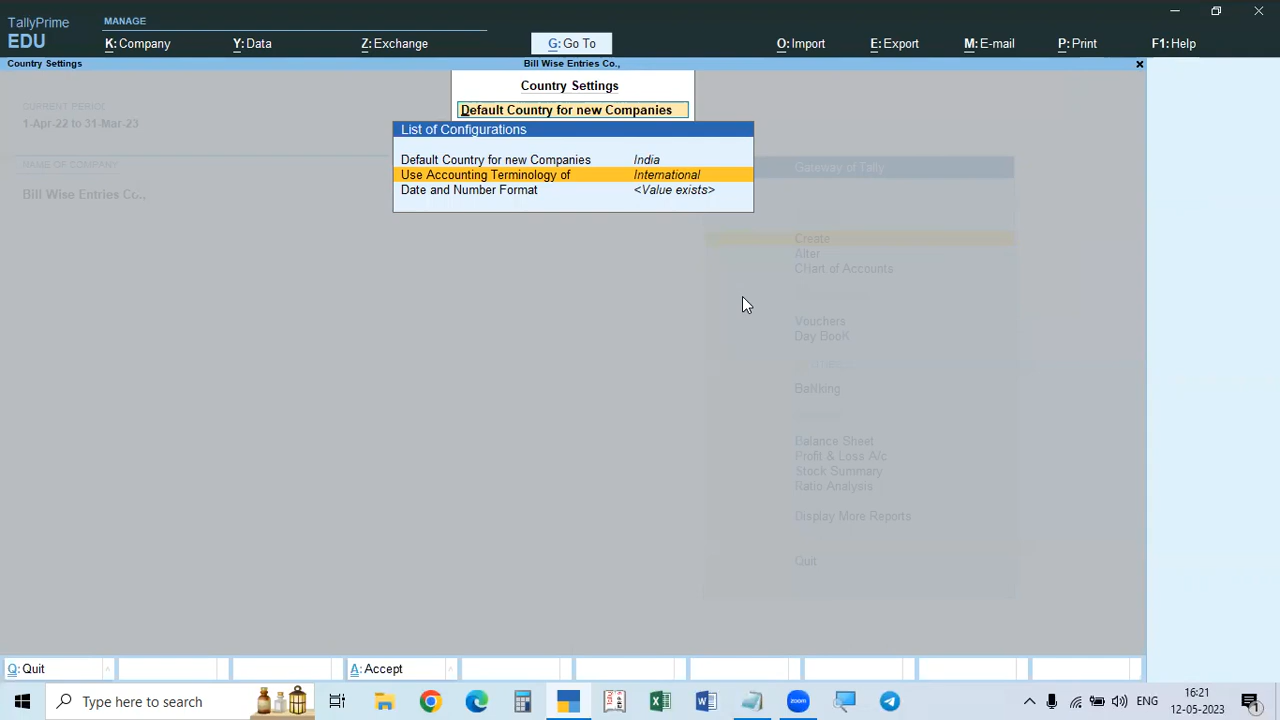 TallyPrime
EDU
MANAGE
K: Company
Y: Data
Z: Exchange
G: Go To
O: Import
E: Export
M: E-mail
P: Print
F1: Help
Country Settings
Bill Wise Entries Co.,
Country Settings
Default Country for new Companies
List of Configurations
Default Country for new Companies India
Use Accounting Terminology of International
Date and Number Format <Value exists>
CURRENT PERIOD
1-Apr-22 to 31-Mar-23
NAME OF COMPANY
Bill Wise Entries Co.,
Gateway of Tally
Create
Alter
CHart of Accounts
Vouchers
Day BooK
BaNking
Balance Sheet
Profit & Loss A/c
Stock Summary
Ratio Analysis
Display More Reports
Quit
Q: Quit
A: Accept
Type here to search
ENG
16:21
12-05-2023
1
zoom